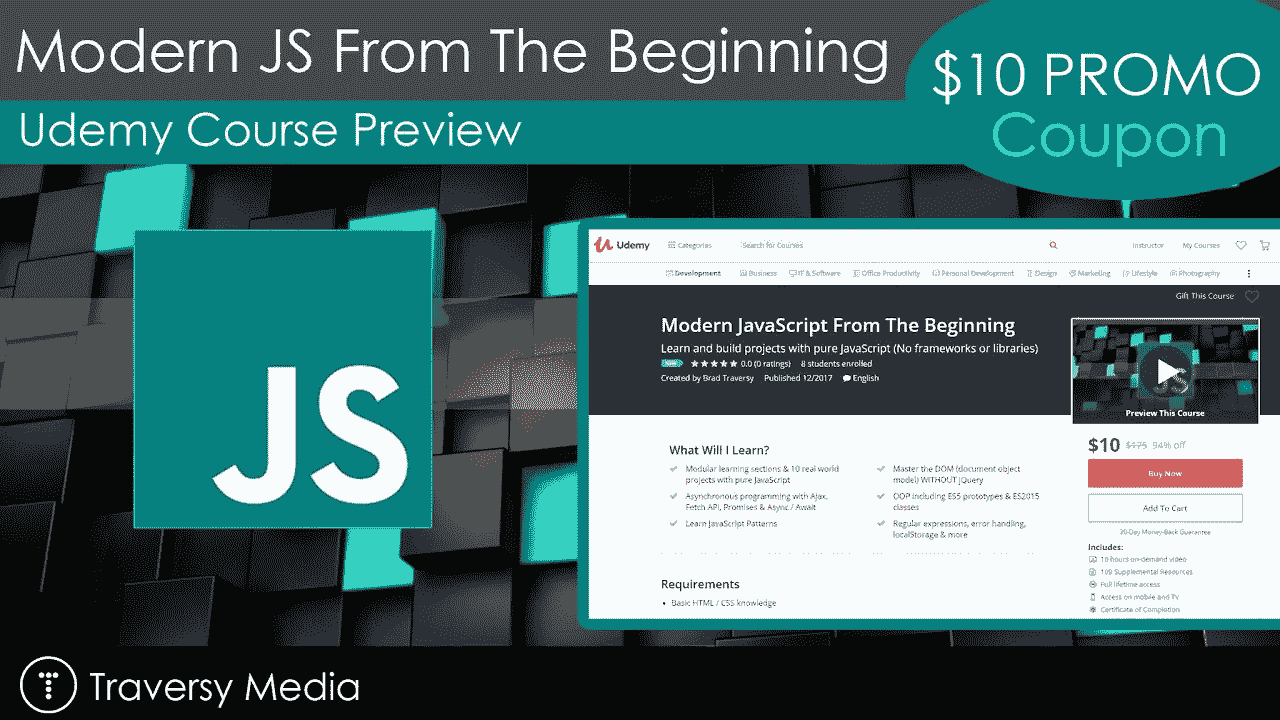 Modern JS From The Beginning
$10 PROMO
Coupon
Udemy Course Preview
JS
Udemy
Categories
Search for Courses
Instructor
My Courses
Development
Business
IT & Software
Office Productivity
Personal Development
Design
Marketing
Lifestyle
Photography
Gift This Course
Modern JavaScript From The Beginning
Learn and build projects with pure JavaScript (No frameworks or libraries)
0.0 (0 ratings)
8 students enrolled
Created by Brad Traversy
Published 12/2017
English
Preview This Course
What Will I Learn?
Modular learning sections & 10 real world
projects with pure JavaScript
Asynchronous programming with Ajax,
Fetch API, Promises & Async / Await
Learn JavaScript Patterns
Master the DOM (document object
model) WITHOUT jQuery
OOP including ES5 prototypes & ES2015
classes
Regular expressions, error handling,
localStorage & more
Requirements
Basic HTML / CSS knowledge
$10 $175 94% off
Buy Now
Add To Cart
30-Day Money-Back Guarantee
Includes:
hours on-demand video
Supplemental Resources
Full lifetime access
Access on mobile and TV
Certificate of Completion
Traversy Media